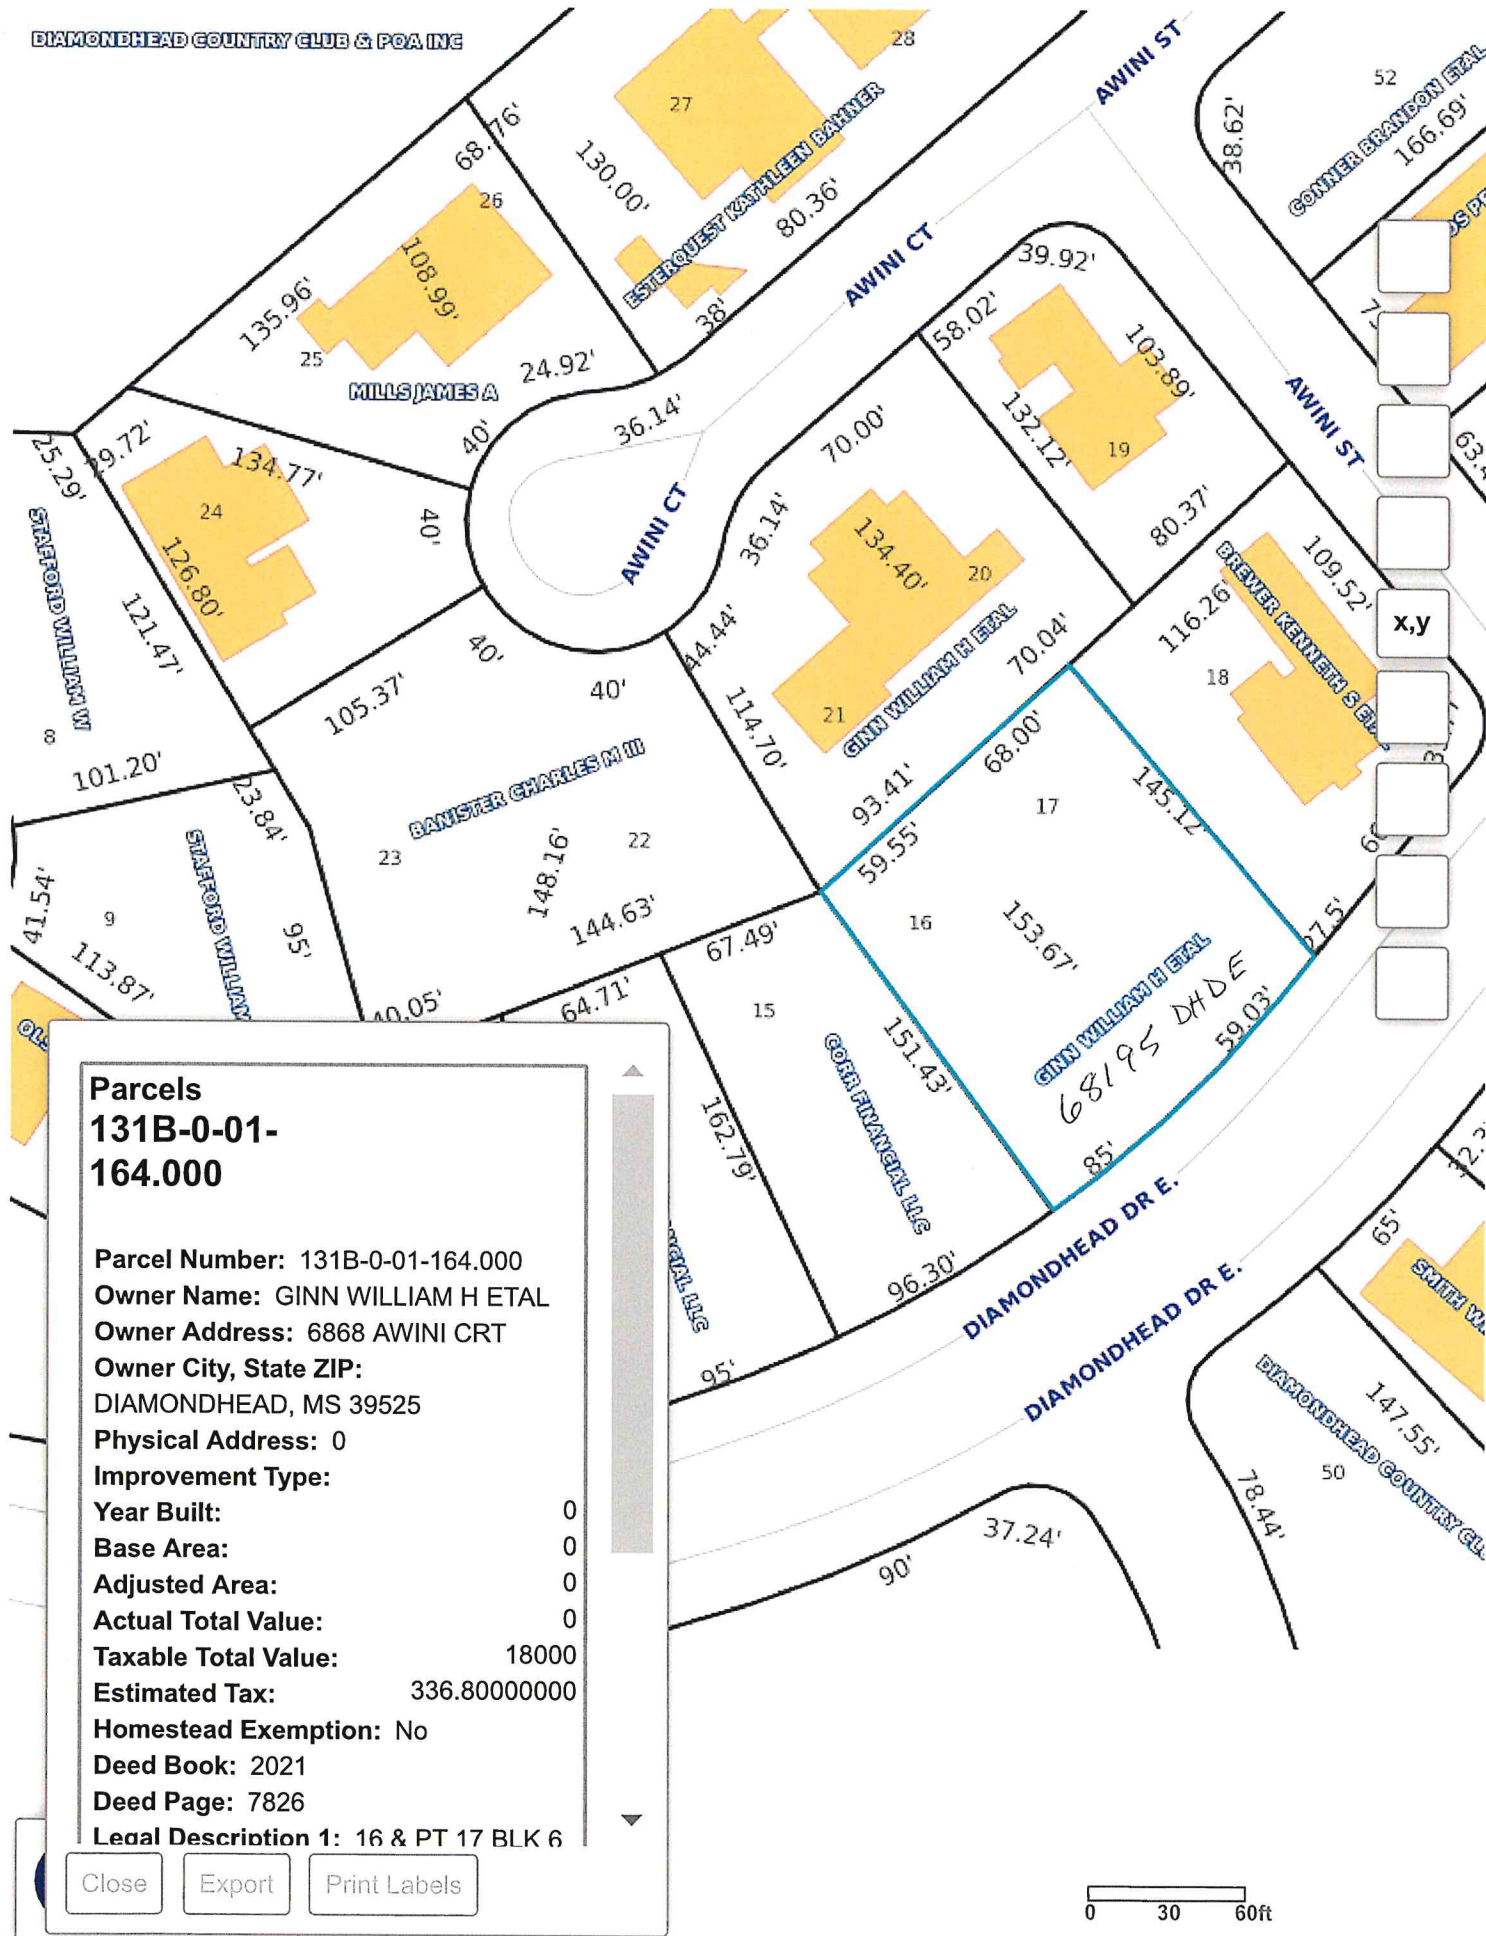 DIAMONDHEAD COUNTRY CLUB & POA INC
28
27
52
AWINI ST
CONNER BRANDON ETAL
166.69'
38.62'
68.76'
130.00'
ESTERQUEST KATHLEEN BAHNER
80.36'
26
108.99'
135.96'
25
38'
24.92'
MILLS JAMES A
AWINI CT
39.92'
58.02'
103.89'
132.12'
19
AWINI ST
36.14'
40'
70.00'
25.29'
29.72'
134.77'
24
126.80'
40'
AWINI CT
36.14'
134.40'
20
80.37'
109.52'
BREWER KENNETH S ETAL
116.26'
18
x,y
STAFFORD WILLIAM W
8
121.47'
101.20'
105.37'
40'
40'
44.44'
114.70'
21
GINN WILLIAM H ETAL
70.04'
68.00'
93.41'
59.55'
17
145.12'
BANISTER CHARLES M III
23
22
148.16'
144.63'
23.84'
STAFFORD WILLIAM
95'
9
41.54'
113.87'
40.05'
64.71'
67.49'
15
16
153.67'
27.5'
GINN WILLIAM H ETAL
68195 DHDE
59.03'
151.43'
CORR FINANCIAL LLC
162.79'
85'
96.30'
95'
DIAMONDHEAD DR E.
DIAMONDHEAD DR E.
65'
147.55'
50
78.44'
37.24'
90'
Parcels
131B-0-01-
164.000
Parcel Number: 131B-0-01-164.000
Owner Name: GINN WILLIAM H ETAL
Owner Address: 6868 AWINI CRT
Owner City, State ZIP:
DIAMONDHEAD, MS 39525
Physical Address: 0
Improvement Type:
Year Built: 0
Base Area: 0
Adjusted Area: 0
Actual Total Value: 0
Taxable Total Value: 18000
Estimated Tax: 336.80000000
Homestead Exemption: No
Deed Book: 2021
Deed Page: 7826
Legal Description 1: 16 & PT 17 BLK 6
Close Export Print Labels
0 30 60ft